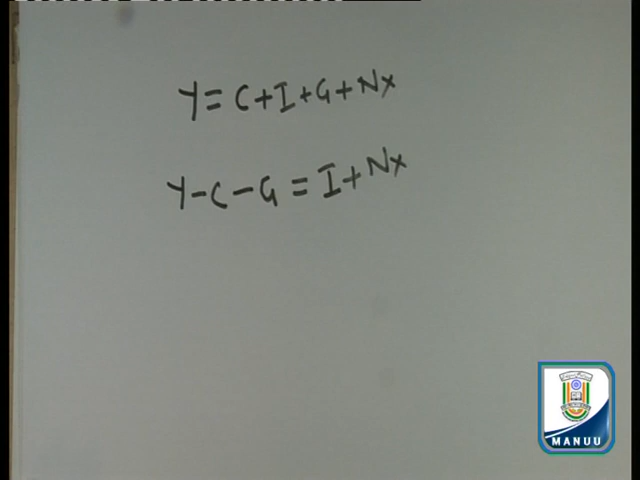 Y = C + I + G + Nx
Y - C - G = I + Nx
MANUU